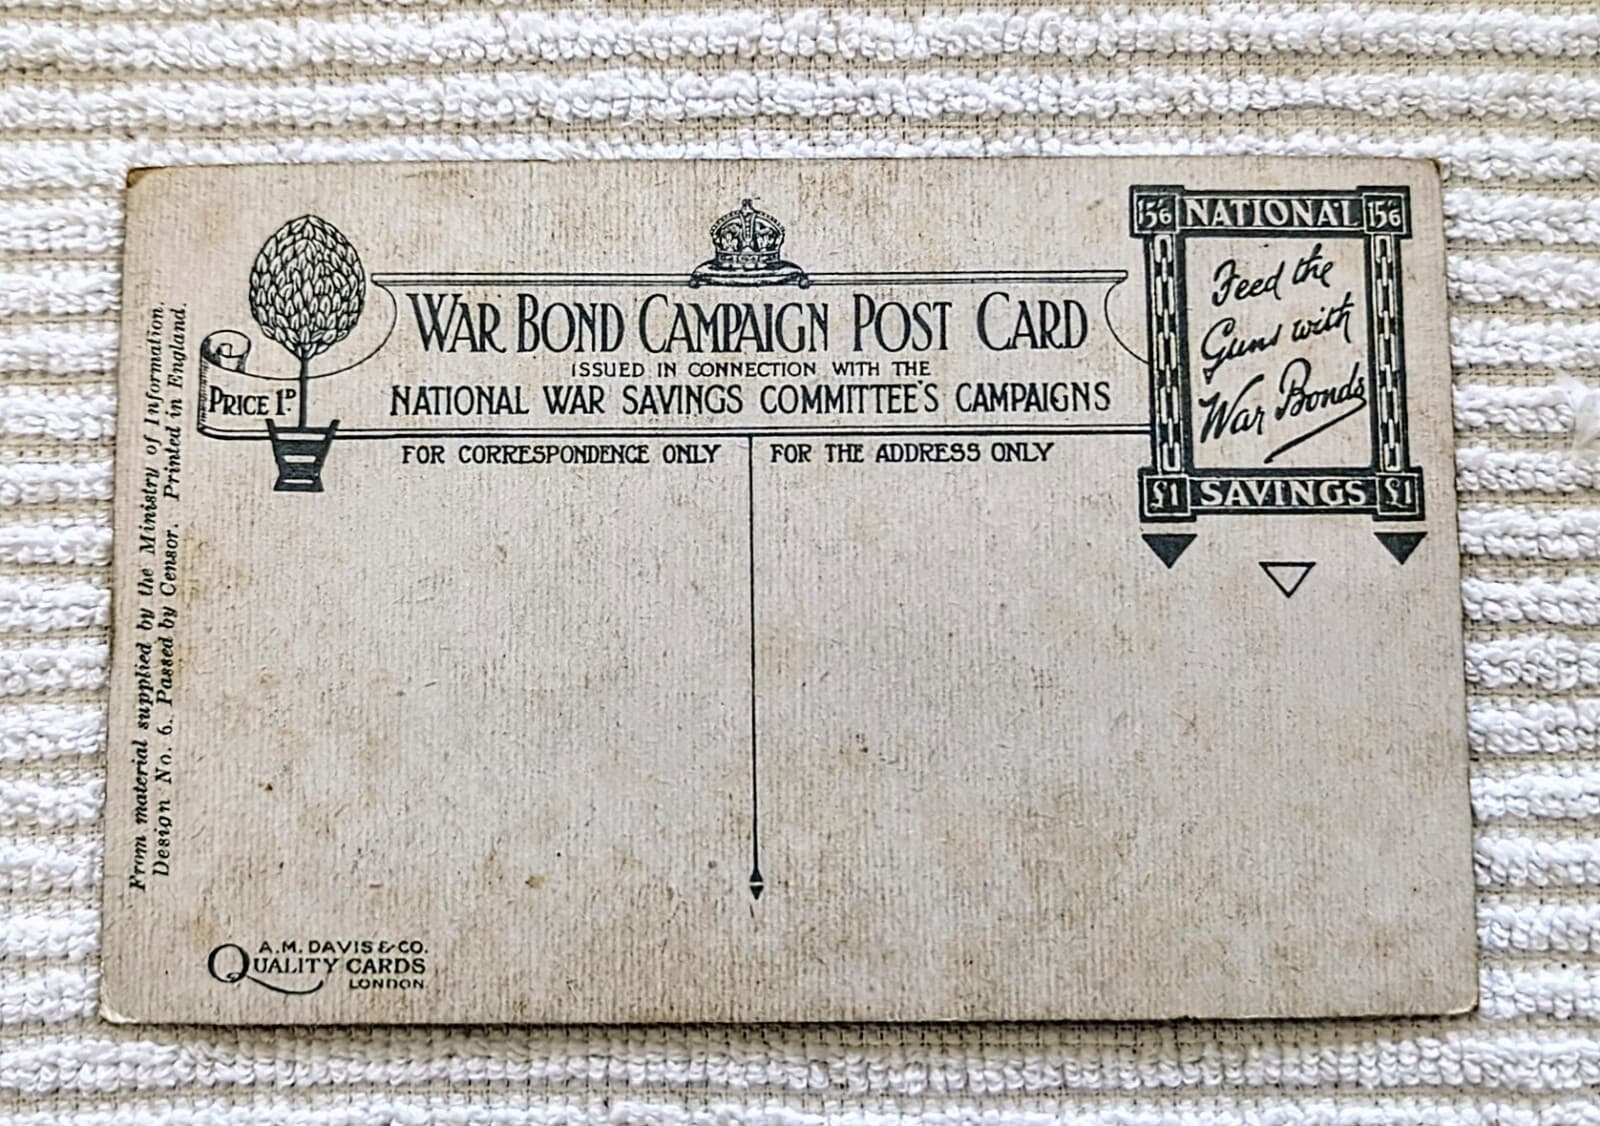 15/6 NATIONAL 15/6
Feed the
Guns with
War Bonds
£1 SAVINGS £1
WAR BOND CAMPAIGN POST CARD
ISSUED IN CONNECTION WITH THE
NATIONAL WAR SAVINGS COMMITTEE'S CAMPAIGNS
PRICE 1D.
FOR CORRESPONDENCE ONLY
FOR THE ADDRESS ONLY
From material supplied by the Ministry of Information.
Design No. 6. Passed by Censor. Printed in England.
A.M. DAVIS & CO.
QUALITY CARDS
LONDON